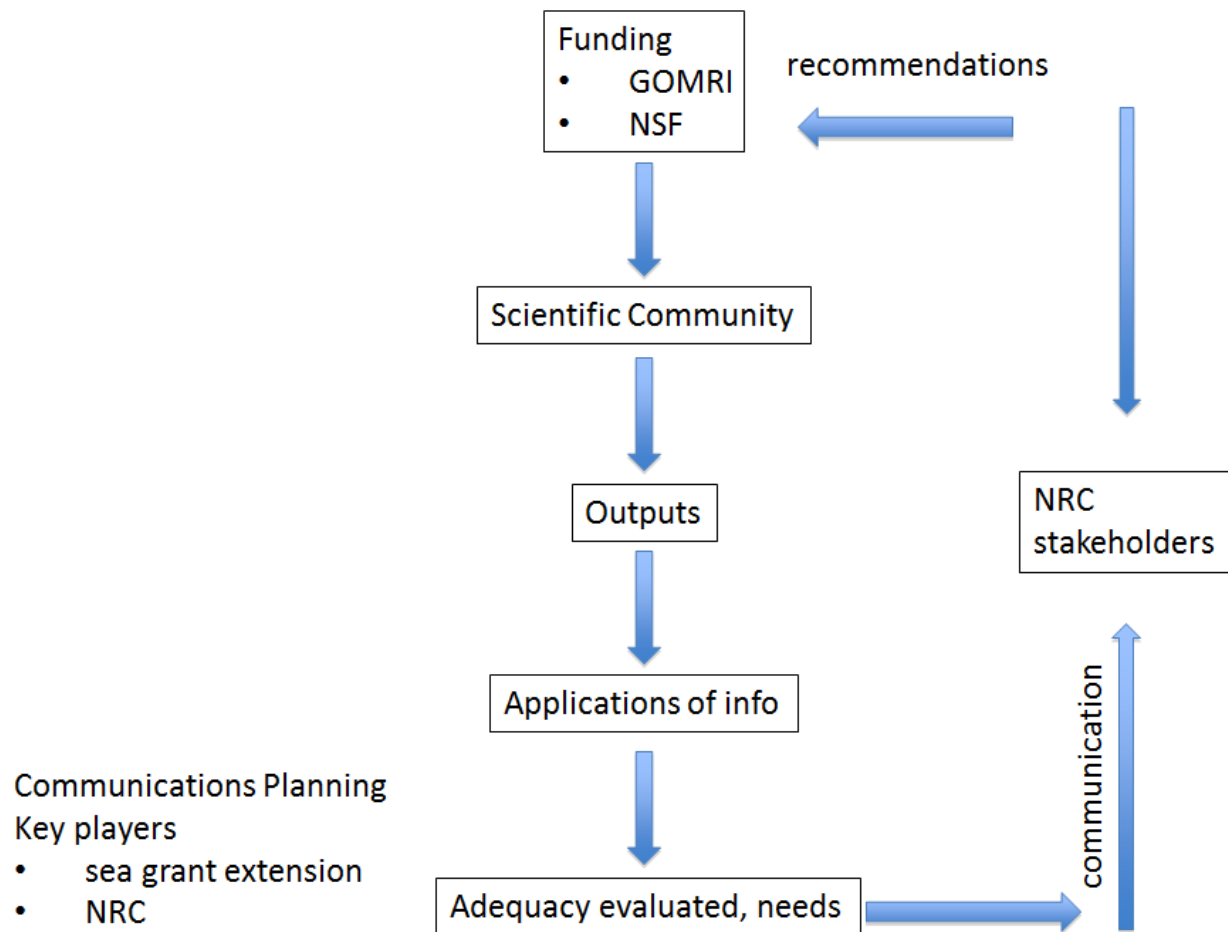 Funding
• GOMRI
• NSF
recommendations
Scientific Community
Outputs
NRC
stakeholders
Applications of info
communication
Communications Planning
Key players
• sea grant extension
• NRC
Adequacy evaluated, needs